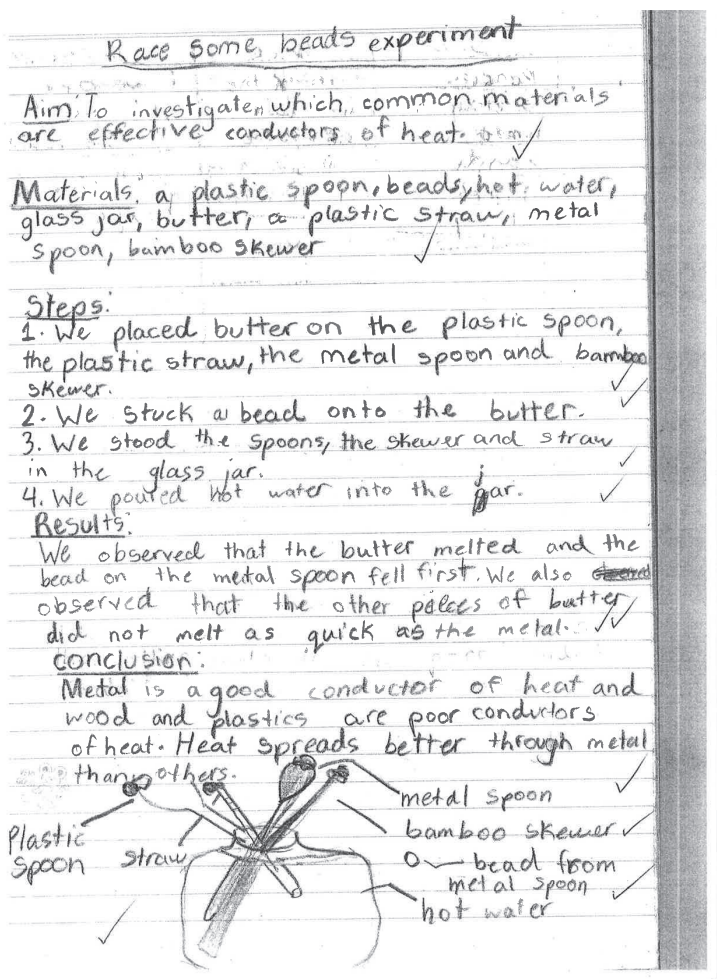 Race some beads experiment
Aim: To investigate which common materials
are effective conductors of heat.
Materials: a plastic spoon, beads, hot water,
glass jar, butter, a plastic straw, metal
spoon, bamboo skewer
Steps:
1. We placed butter on the plastic spoon,
the plastic straw, the metal spoon and bamboo
skewer.
2. We stuck a bead onto the butter.
3. We stood the spoons, the skewer and straw
in the glass jar.
4. We poured hot water into the jar.
Results:
We observed that the butter melted and the
bead on the metal spoon fell first. We also
observed that the other peices of butter
did not melt as quick as the metal.
conclusion:
Metal is a good conductor of heat and
wood and plastics are poor conductors
of heat. Heat spreads better through metal
than others.
metal spoon
Plastic
spoon
straw
bamboo skewer
bead from
metal spoon
hot water